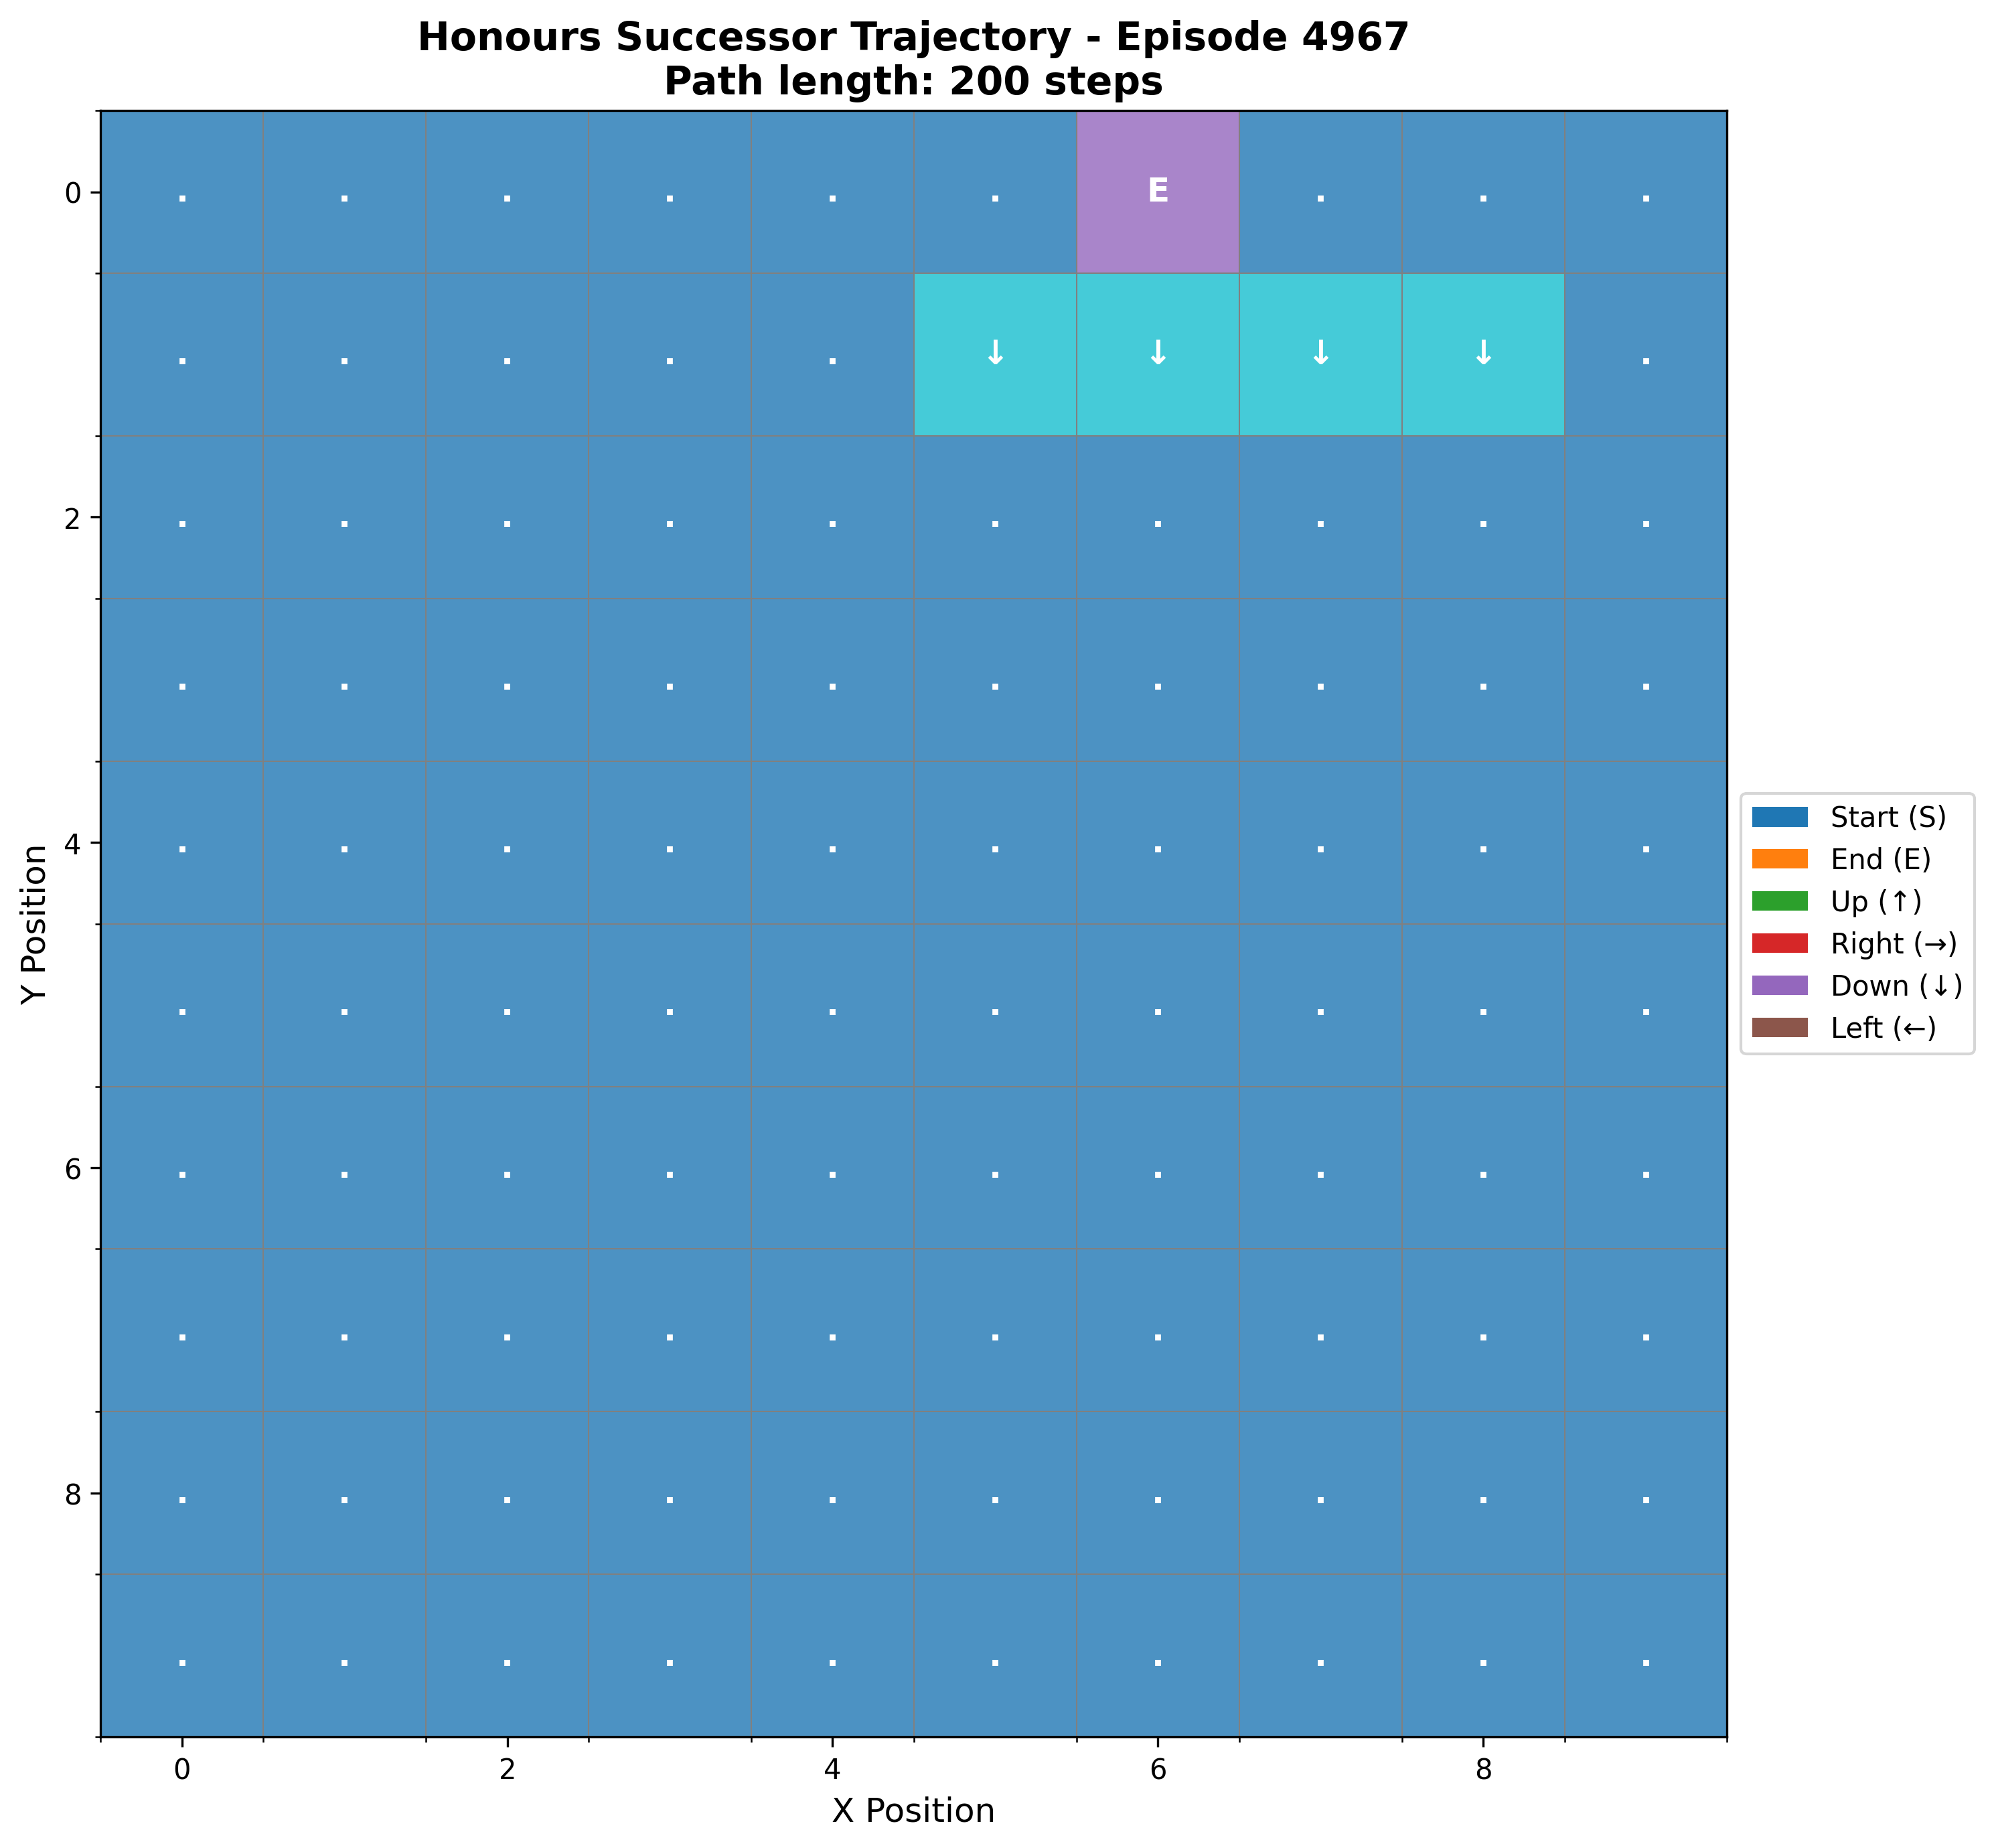 Honours Successor Trajectory - Episode 4967
Path length: 200 steps
. . . . . . E . . .
0
. . . . . ↓ ↓ ↓ ↓ .
. . . . . . . . . .
2
. . . . . . . . . .
. . . . . . . . . .
4
. . . . . . . . . .
. . . . . . . . . .
6
. . . . . . . . . .
. . . . . . . . . .
8
. . . . . . . . . .
0 2 4 6 8
X Position
Y Position
Start (S)
End (E)
Up (↑)
Right (→)
Down (↓)
Left (←)